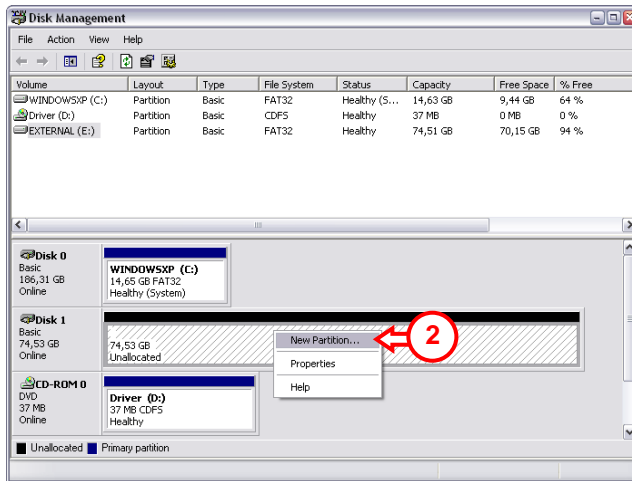 Disk Management
File Action View Help
Volume Layout Type File System Status Capacity Free Space % Free
WINDOWSXP (C:) Partition Basic FAT32 Healthy (S... 14,63 GB 9,44 GB 64 %
Driver (D:) Partition Basic CDFS Healthy 37 MB 0 MB 0 %
EXTERNAL (E:) Partition Basic FAT32 Healthy 74,51 GB 70,15 GB 94 %
Disk 0
Basic
186,31 GB
Online
WINDOWSXP (C:)
14,65 GB FAT32
Healthy (System)
Disk 1
Basic
74,53 GB
Online
74,53 GB
Unallocated
New Partition...
Properties
Help
2
CD-ROM 0
DVD
37 MB
Online
Driver (D:)
37 MB CDFS
Healthy
Unallocated Primary partition